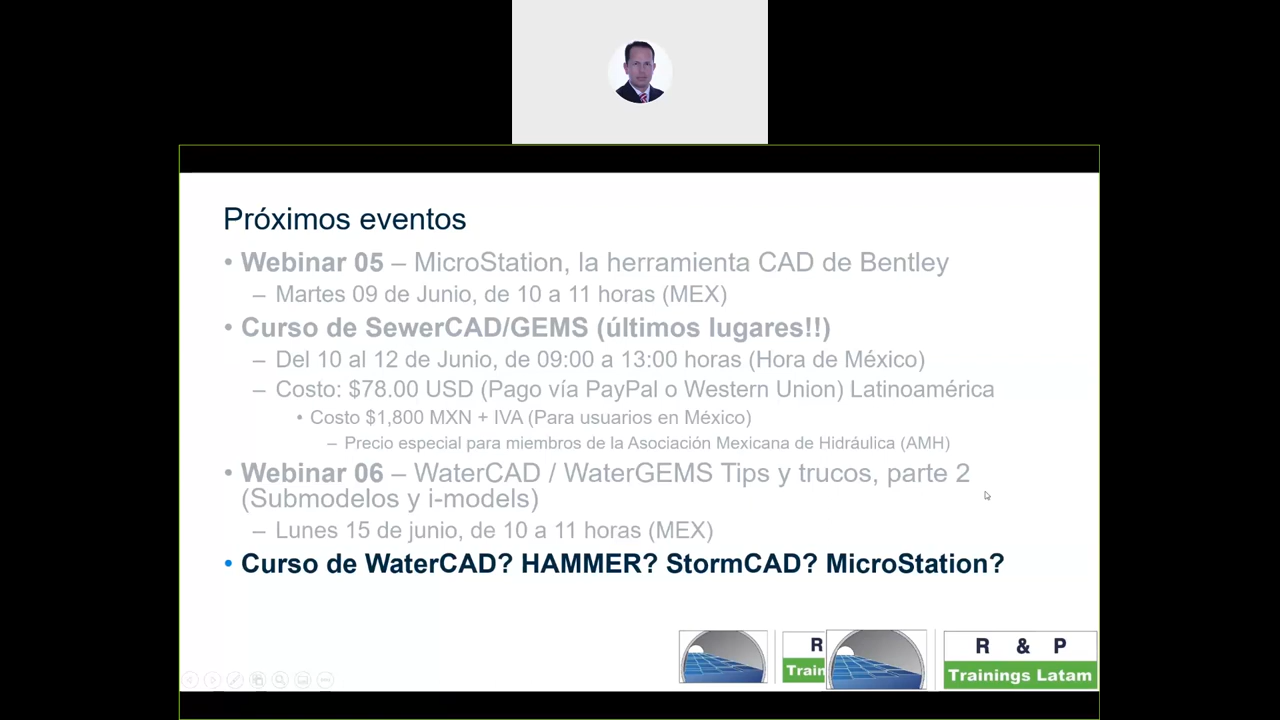 Próximos eventos
• Webinar 05 – MicroStation, la herramienta CAD de Bentley
– Martes 09 de Junio, de 10 a 11 horas (MEX)
• Curso de SewerCAD/GEMS (últimos lugares!!)
– Del 10 al 12 de Junio, de 09:00 a 13:00 horas (Hora de México)
– Costo: $78.00 USD (Pago vía PayPal o Western Union) Latinoamérica
• Costo $1,800 MXN + IVA (Para usuarios en México)
– Precio especial para miembros de la Asociación Mexicana de Hidráulica (AMH)
• Webinar 06 – WaterCAD / WaterGEMS Tips y trucos, parte 2
(Submodelos y i-models)
– Lunes 15 de junio, de 10 a 11 horas (MEX)
• Curso de WaterCAD? HAMMER? StormCAD? MicroStation?
R
Train
R & P
Trainings Latam